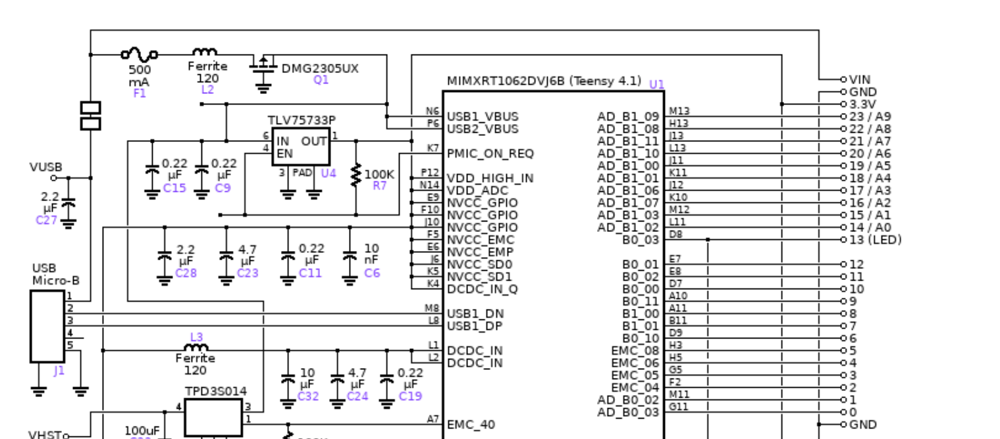 500
mA
F1
Ferrite
120
L2
DMG2305UX
Q1
MIMXRT1062DVJ6B (Teensy 4.1) U1
VIN
GND
3.3V
TLV75733P
6 IN OUT 1
4 EN
3 PAD U4
0.22
µF
C15
0.22
µF
C9
100K
R7
VUSB
2.2
µF
C27
2.2
µF
C28
4.7
µF
C23
0.22
µF
C11
10
nF
C6
USB
Micro-B
1
2
3
4
5
J1
L3
Ferrite
120
10
µF
C32
4.7
µF
C24
0.22
µF
C19
TPD3S014
4 3
1
100uF
VHST
N6 USB1_VBUS
P6 USB2_VBUS
K7 PMIC_ON_REQ
P12 VDD_HIGH_IN
N14 VDD_ADC
E9 NVCC_GPIO
F10 NVCC_GPIO
J10 NVCC_GPIO
F5 NVCC_EMC
E6 NVCC_EMP
J6 NVCC_SD0
K5 NVCC_SD1
K4 DCDC_IN_Q
M8 USB1_DN
L8 USB1_DP
L1 DCDC_IN
L2 DCDC_IN
A7 EMC_40
AD_B1_09 M13 23 / A9
AD_B1_08 H13 22 / A8
AD_B1_11 J13 21 / A7
AD_B1_10 L13 20 / A6
AD_B1_00 J11 19 / A5
AD_B1_01 K11 18 / A4
AD_B1_06 J12 17 / A3
AD_B1_07 K10 16 / A2
AD_B1_03 M12 15 / A1
AD_B1_02 L11 14 / A0
B0_03 D8 13 (LED)
B0_01 E7 12
B0_02 E8 11
B0_00 D7 10
B0_11 A10 9
B1_00 A11 8
B1_01 B11 7
B0_10 D9 6
EMC_08 H3 5
EMC_06 H5 4
EMC_05 G5 3
EMC_04 F2 2
AD_B0_02 M11 1
AD_B0_03 G11 0
GND